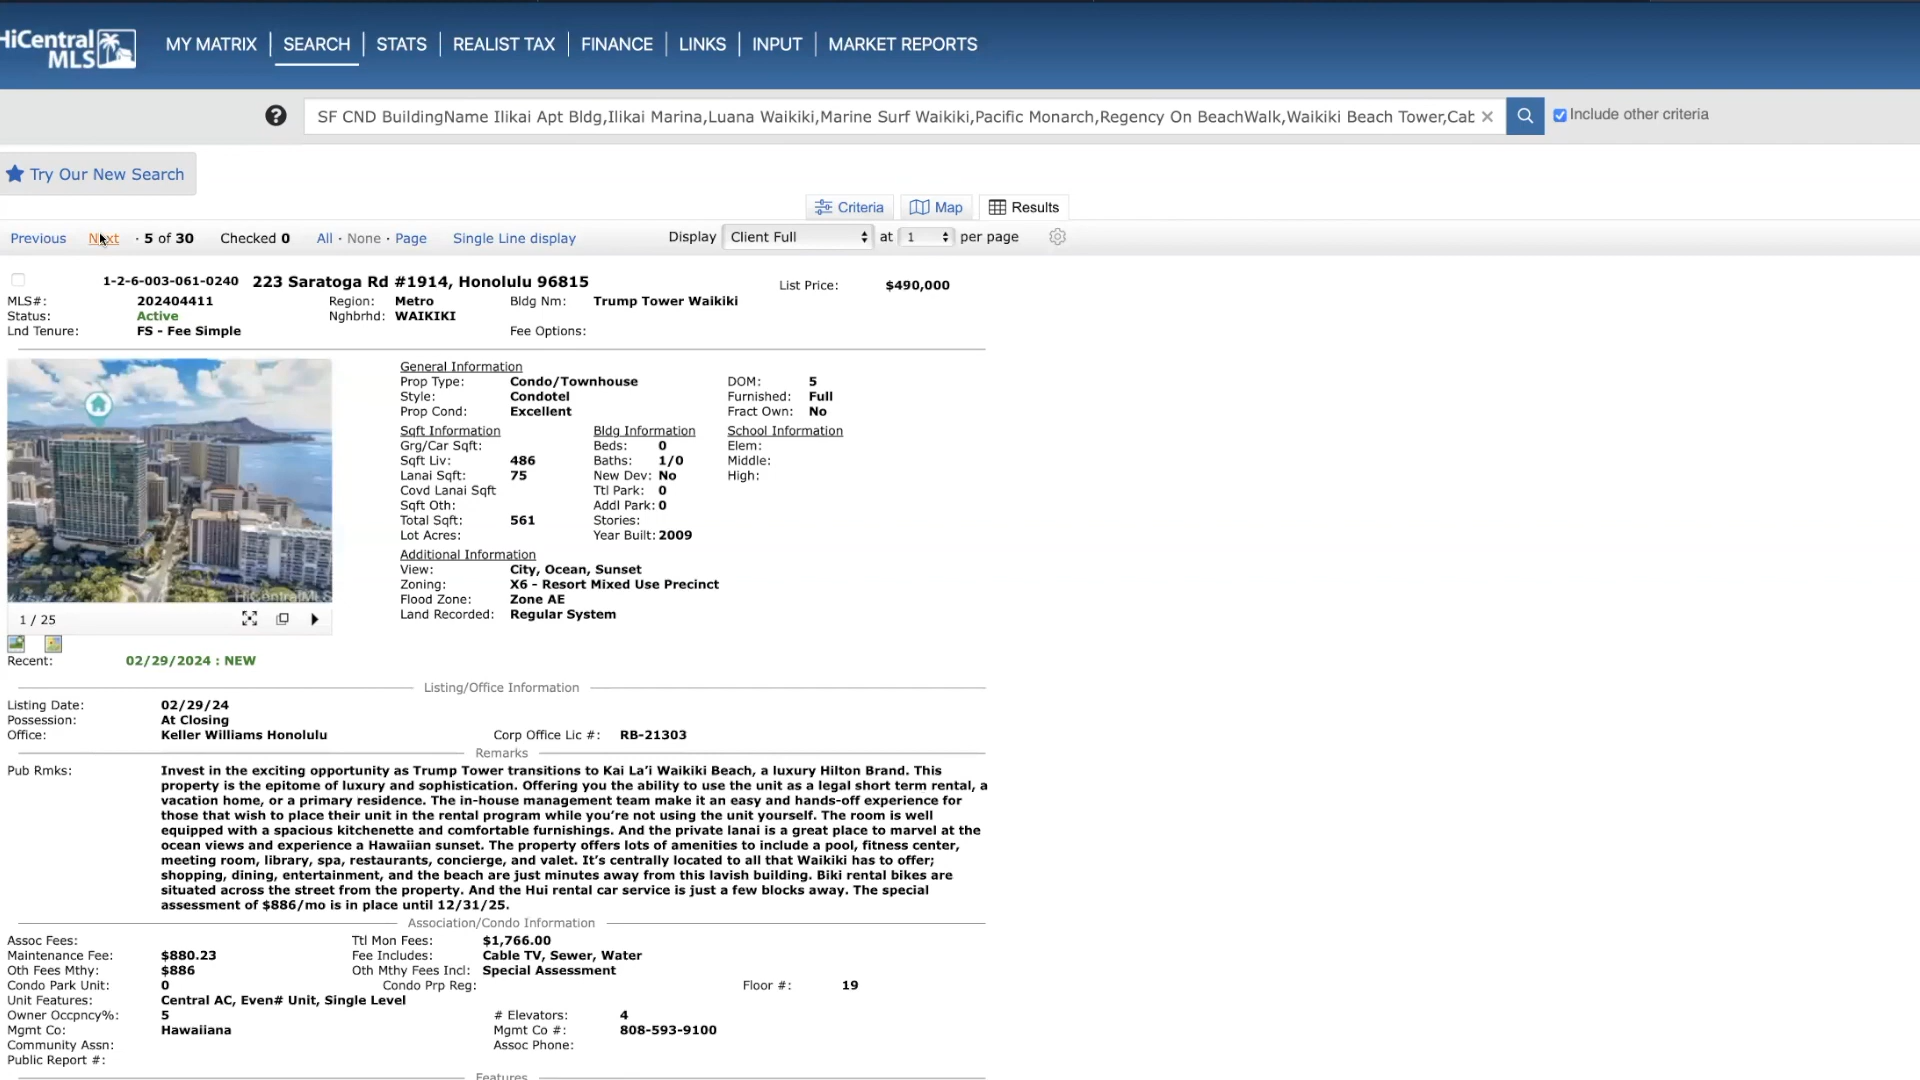 HiCentral MLS
MY MATRIX SEARCH STATS REALIST TAX FINANCE LINKS INPUT MARKET REPORTS
SF CND BuildingName Ilikai Apt Bldg,Ilikai Marina,Luana Waikiki,Marine Surf Waikiki,Pacific Monarch,Regency On BeachWalk,Waikiki Beach Tower,Cab
Include other criteria
Try Our New Search
Criteria Map Results
Previous Next · 5 of 30 Checked 0 All · None · Page Single Line display Display Client Full at 1 per page
1-2-6-003-061-0240 223 Saratoga Rd #1914, Honolulu 96815 List Price: $490,000
MLS#: 202404411 Region: Metro Bldg Nm: Trump Tower Waikiki
Status: Active Nghbrhd: WAIKIKI
Lnd Tenure: FS - Fee Simple Fee Options:
General Information
Prop Type: Condo/Townhouse DOM: 5
Style: Condotel Furnished: Full
Prop Cond: Excellent Fract Own: No
Sqft Information Bldg Information School Information
Grg/Car Sqft: Beds: 0 Elem:
Sqft Liv: 486 Baths: 1/0 Middle:
Lanai Sqft: 75 New Dev: No High:
Covd Lanai Sqft Ttl Park: 0
Sqft Oth: Addl Park: 0
Total Sqft: 561 Stories:
Lot Acres: Year Built: 2009
Additional Information
View: City, Ocean, Sunset
Zoning: X6 - Resort Mixed Use Precinct
Flood Zone: Zone AE
Land Recorded: Regular System
HiCentralMLS
1 / 25
Recent: 02/29/2024 : NEW
Listing/Office Information
Listing Date: 02/29/24
Possession: At Closing
Office: Keller Williams Honolulu Corp Office Lic #: RB-21303
Remarks
Pub Rmks: Invest in the exciting opportunity as Trump Tower transitions to Kai La’i Waikiki Beach, a luxury Hilton Brand. This
property is the epitome of luxury and sophistication. Offering you the ability to use the unit as a legal short term rental, a
vacation home, or a primary residence. The in-house management team make it an easy and hands-off experience for
those that wish to place their unit in the rental program while you’re not using the unit yourself. The room is well
equipped with a spacious kitchenette and comfortable furnishings. And the private lanai is a great place to marvel at the
ocean views and experience a Hawaiian sunset. The property offers lots of amenities to include a pool, fitness center,
meeting room, library, spa, restaurants, concierge, and valet. It’s centrally located to all that Waikiki has to offer;
shopping, dining, entertainment, and the beach are just minutes away from this lavish building. Biki rental bikes are
situated across the street from the property. And the Hui rental car service is just a few blocks away. The special
assessment of $886/mo is in place until 12/31/25.
Association/Condo Information
Assoc Fees: Ttl Mon Fees: $1,766.00
Maintenance Fee: $880.23 Fee Includes: Cable TV, Sewer, Water
Oth Fees Mthy: $886 Oth Mthy Fees Incl: Special Assessment
Condo Park Unit: 0 Condo Prp Reg: Floor #: 19
Unit Features: Central AC, Even# Unit, Single Level
Owner Occpncy%: 5 # Elevators: 4
Mgmt Co: Hawaiiana Mgmt Co #: 808-593-9100
Community Assn: Assoc Phone:
Public Report #:
Features